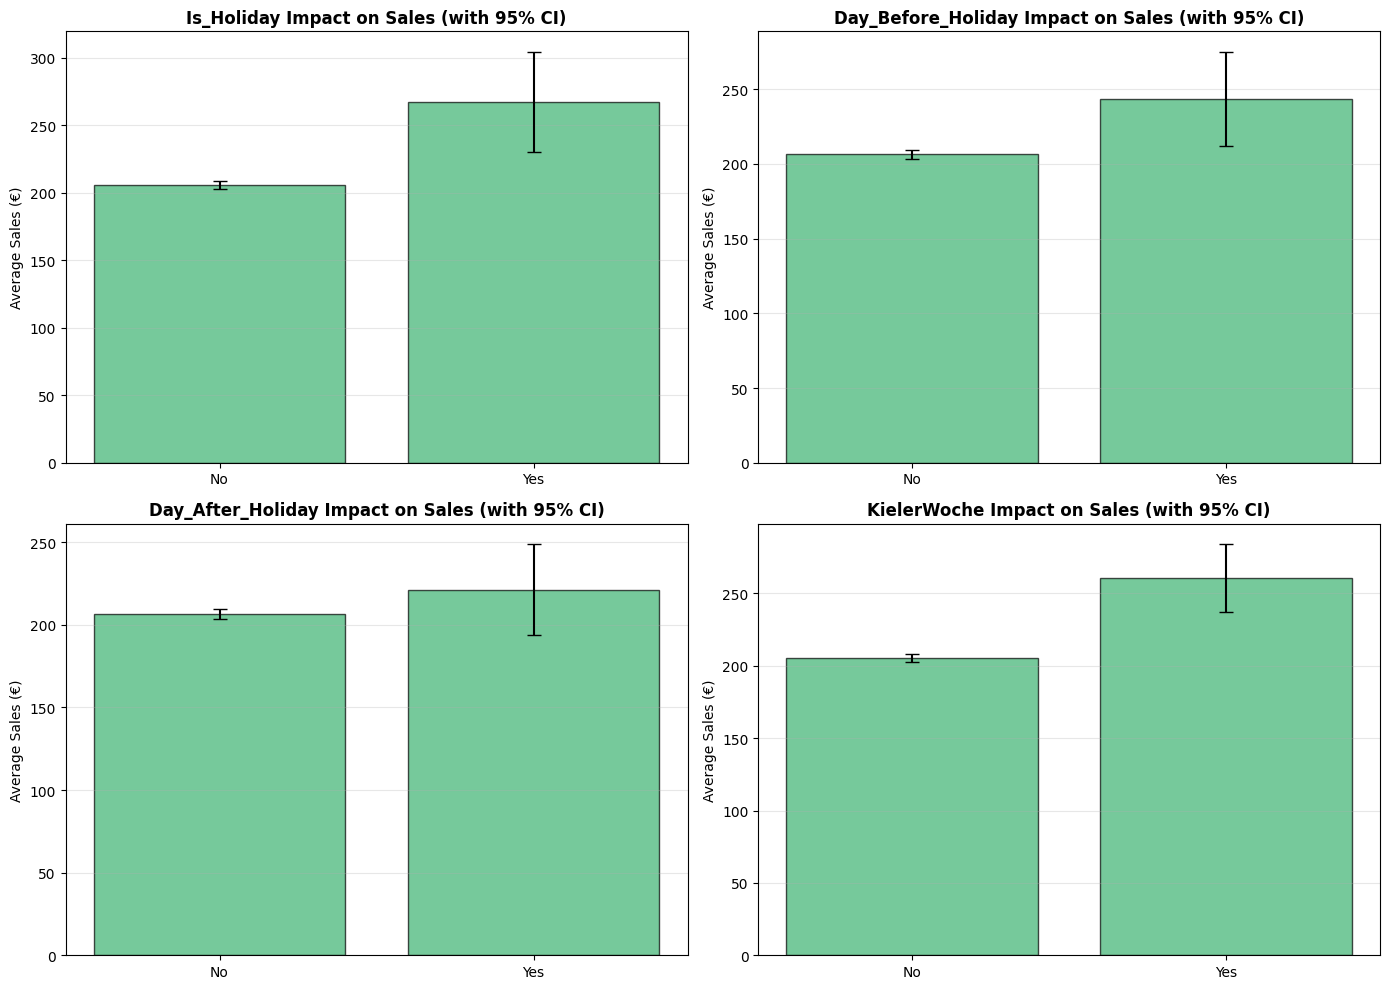 Is_Holiday Impact on Sales (with 95% CI)
Average Sales (€)
300
250
200
150
100
50
0
No
Yes
Day_Before_Holiday Impact on Sales (with 95% CI)
Average Sales (€)
250
200
150
100
50
0
No
Yes
Day_After_Holiday Impact on Sales (with 95% CI)
Average Sales (€)
250
200
150
100
50
0
No
Yes
KielerWoche Impact on Sales (with 95% CI)
Average Sales (€)
250
200
150
100
50
0
No
Yes